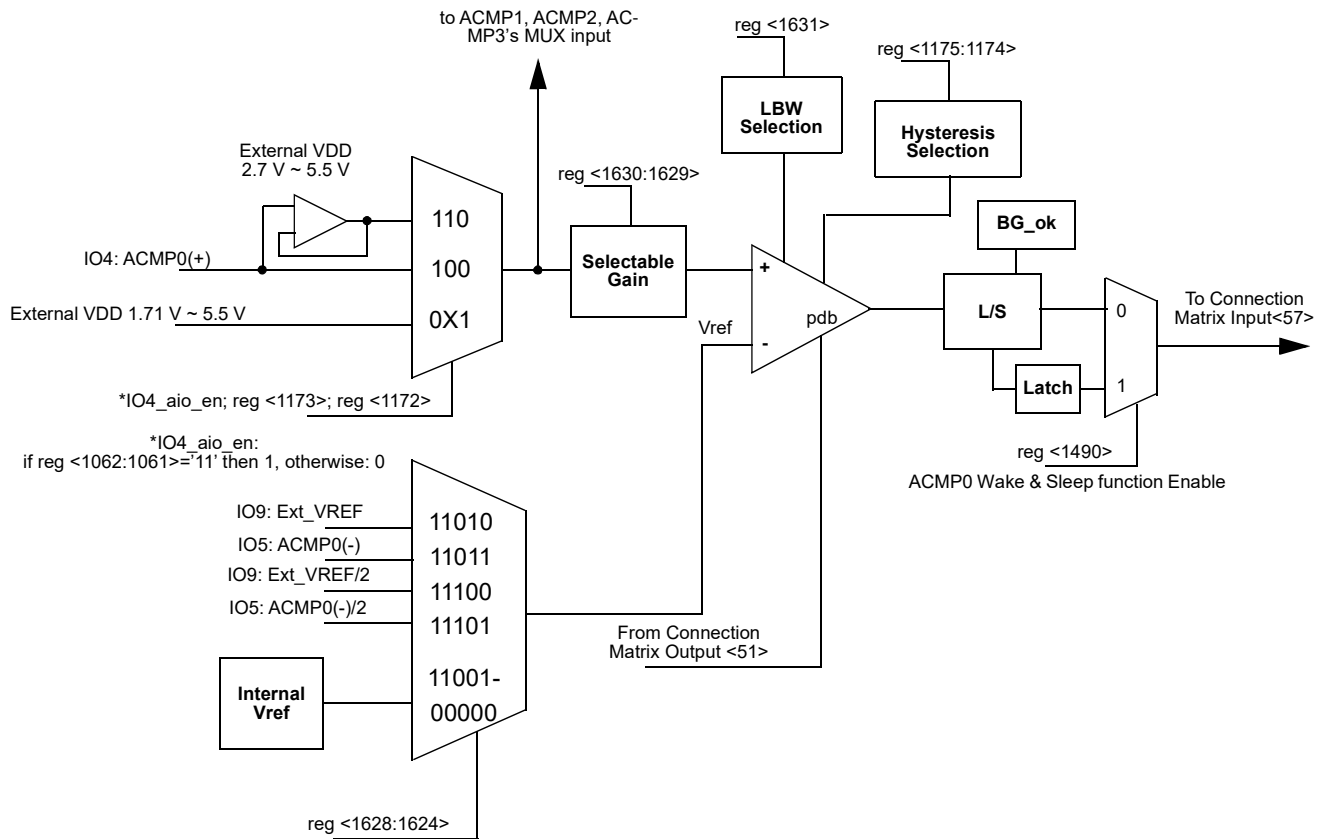 to ACMP1, ACMP2, AC-
MP3's MUX input
reg <1631>
reg <1175:1174>
LBW
Selection
Hysteresis
Selection
External VDD
2.7 V ~ 5.5 V
reg <1630:1629>
110
BG_ok
IO4: ACMP0(+)
100
Selectable
Gain
+
External VDD 1.71 V ~ 5.5 V
0X1
Vref
-
pdb
L/S
0
To Connection
Matrix Input<57>
Latch
1
*IO4_aio_en; reg <1173>; reg <1172>
*IO4_aio_en:
if reg <1062:1061>='11' then 1, otherwise: 0
reg <1490>
ACMP0 Wake & Sleep function Enable
IO9: Ext_VREF
11010
IO5: ACMP0(-)
11011
IO9: Ext_VREF/2
11100
IO5: ACMP0(-)/2
11101
From Connection
Matrix Output <51>
Internal
Vref
11001-
00000
reg <1628:1624>